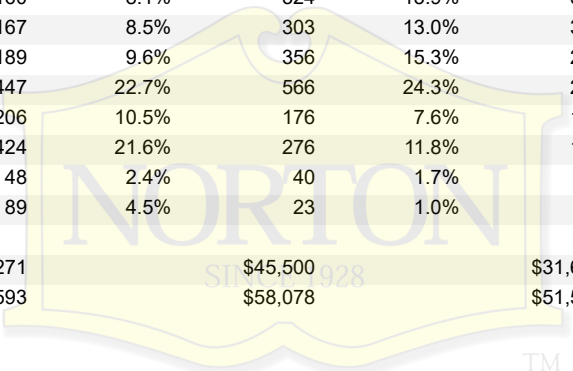 167 8.5% 303 13.0%
189 9.6% 356 15.3%
447 22.7% 566 24.3%
206 10.5% 176 7.6%
424 21.6% 276 11.8%
48 2.4% 40 1.7%
89 4.5% 23 1.0%
NORTON
271 $45,500
SINCE 1928
593 $58,078
TM